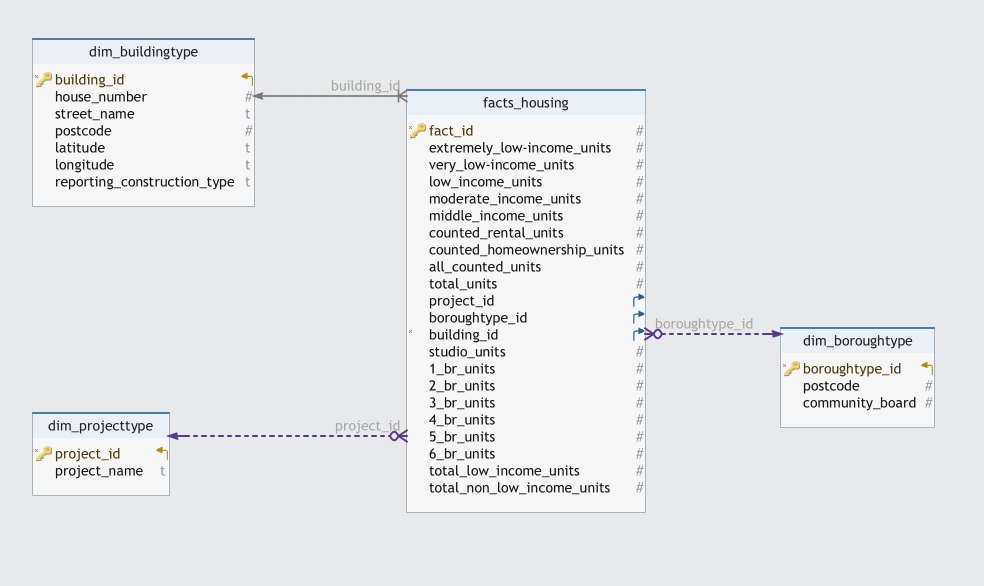 dim_buildingtype
building_id
house_number #
street_name t
postcode #
latitude t
longitude t
reporting_construction_type t
building_id
facts_housing
fact_id #
extremely_low-income_units #
very_low-income_units #
low_income_units #
moderate_income_units #
middle_income_units #
counted_rental_units #
counted_homeownership_units #
all_counted_units #
total_units #
project_id
boroughtype_id
building_id
studio_units #
1_br_units #
2_br_units #
3_br_units #
4_br_units #
5_br_units #
6_br_units #
total_low_income_units #
total_non_low_income_units #
boroughtype_id
dim_boroughtype
boroughtype_id
postcode #
community_board #
project_id
dim_projecttype
project_id
project_name t